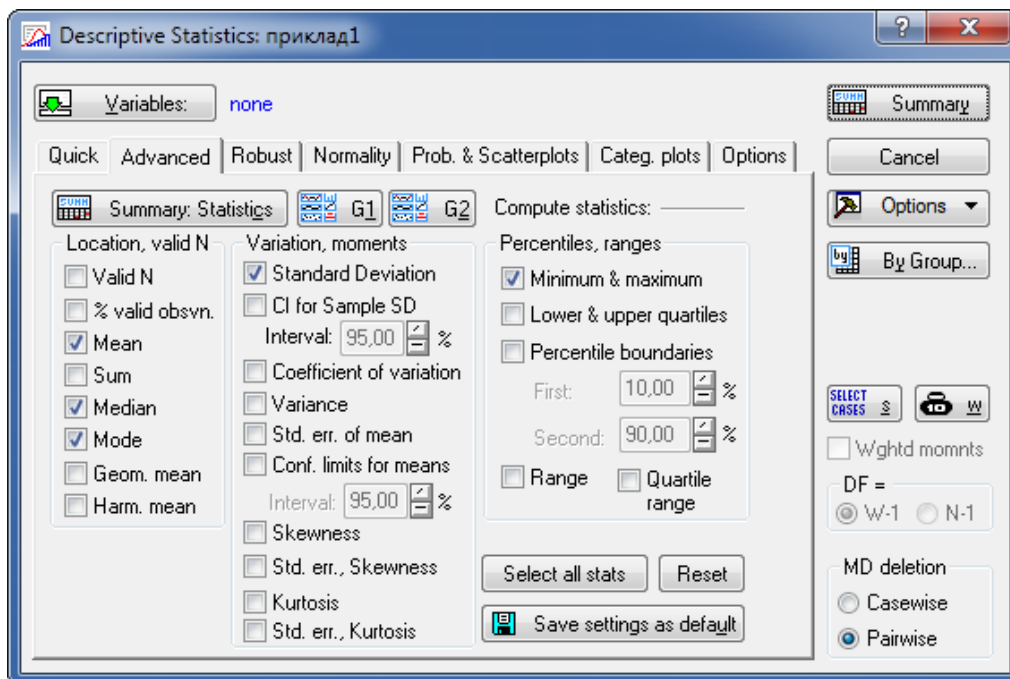 Descriptive Statistics: приклад1
Variables: none
Quick Advanced Robust Normality Prob. & Scatterplots Categ. plots Options
Summary: Statistics G1 G2 Compute statistics:
Location, valid N
Valid N
% valid obsvn.
Mean
Sum
Median
Mode
Geom. mean
Harm. mean
Variation, moments
Standard Deviation
CI for Sample SD
Interval: 95,00 %
Coefficient of variation
Variance
Std. err. of mean
Conf. limits for means
Interval: 95,00 %
Skewness
Std. err., Skewness
Kurtosis
Std. err., Kurtosis
Percentiles, ranges
Minimum & maximum
Lower & upper quartiles
Percentile boundaries
First: 10,00 %
Second: 90,00 %
Range Quartile
range
Select all stats Reset
Save settings as default
SUMM Summary
Cancel
Options
by By Group...
SELECT
CASES S W
Wghtd momnts
DF =
W-1 N-1
MD deletion
Casewise
Pairwise